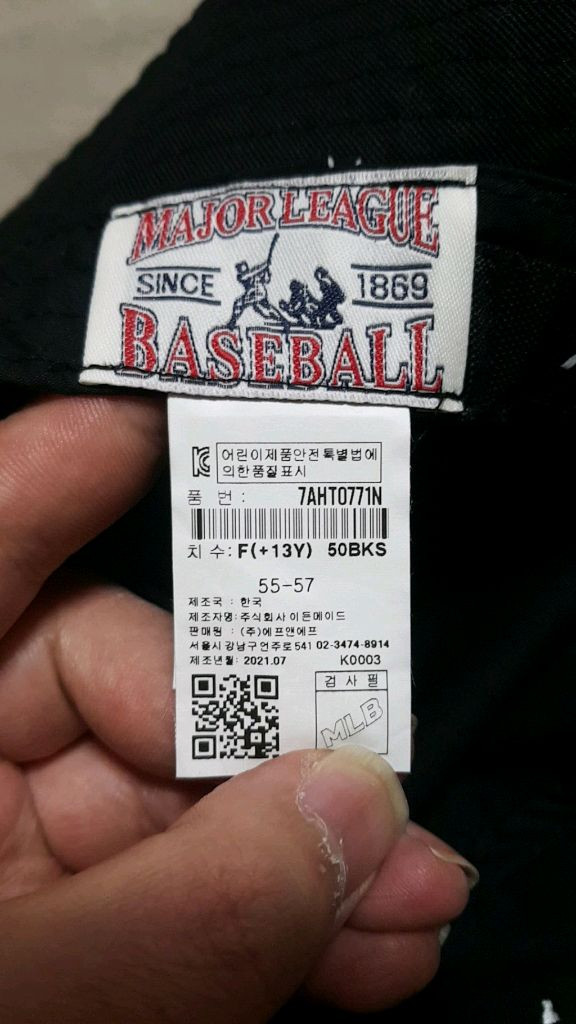 MAJOR LEAGUE
SINCE 1869
BASEBALL
어린이제품안전특별법에
의한품질표시
품 번 : 7AHT0771N
치 수: F(+13Y) 50BKS
55-57
제조국 : 한국
제조자명: 주식회사 이든메이드
판매원 : (주)에프앤에프
서울시 강남구 언주로 541 02-3474-8914
제조년월: 2021.07 K0003
검 사 필
MLB